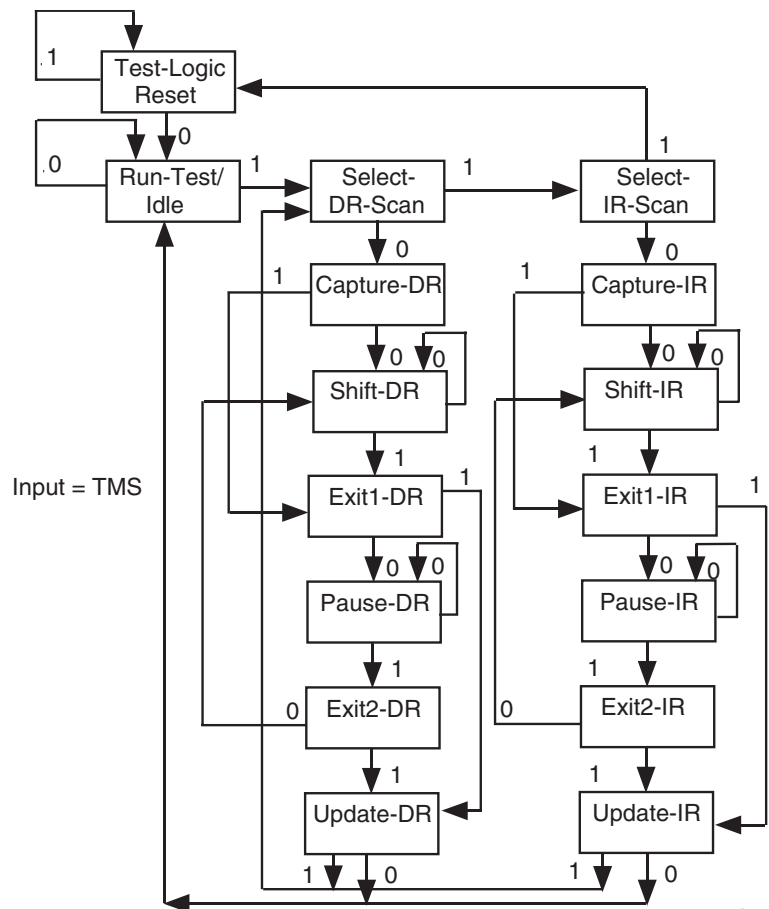 .1
Test-Logic
Reset
0
.0
Run-Test/
Idle
1
Select-
DR-Scan
1
Select-
IR-Scan
1
0
0
1
Capture-DR
1
Capture-IR
0
0
0
0
Shift-DR
Shift-IR
1
1
Input = TMS
Exit1-DR
1
Exit1-IR
1
0
0
0
0
Pause-DR
Pause-IR
1
1
0
Exit2-DR
0
Exit2-IR
1
1
Update-DR
Update-IR
1
0
1
0